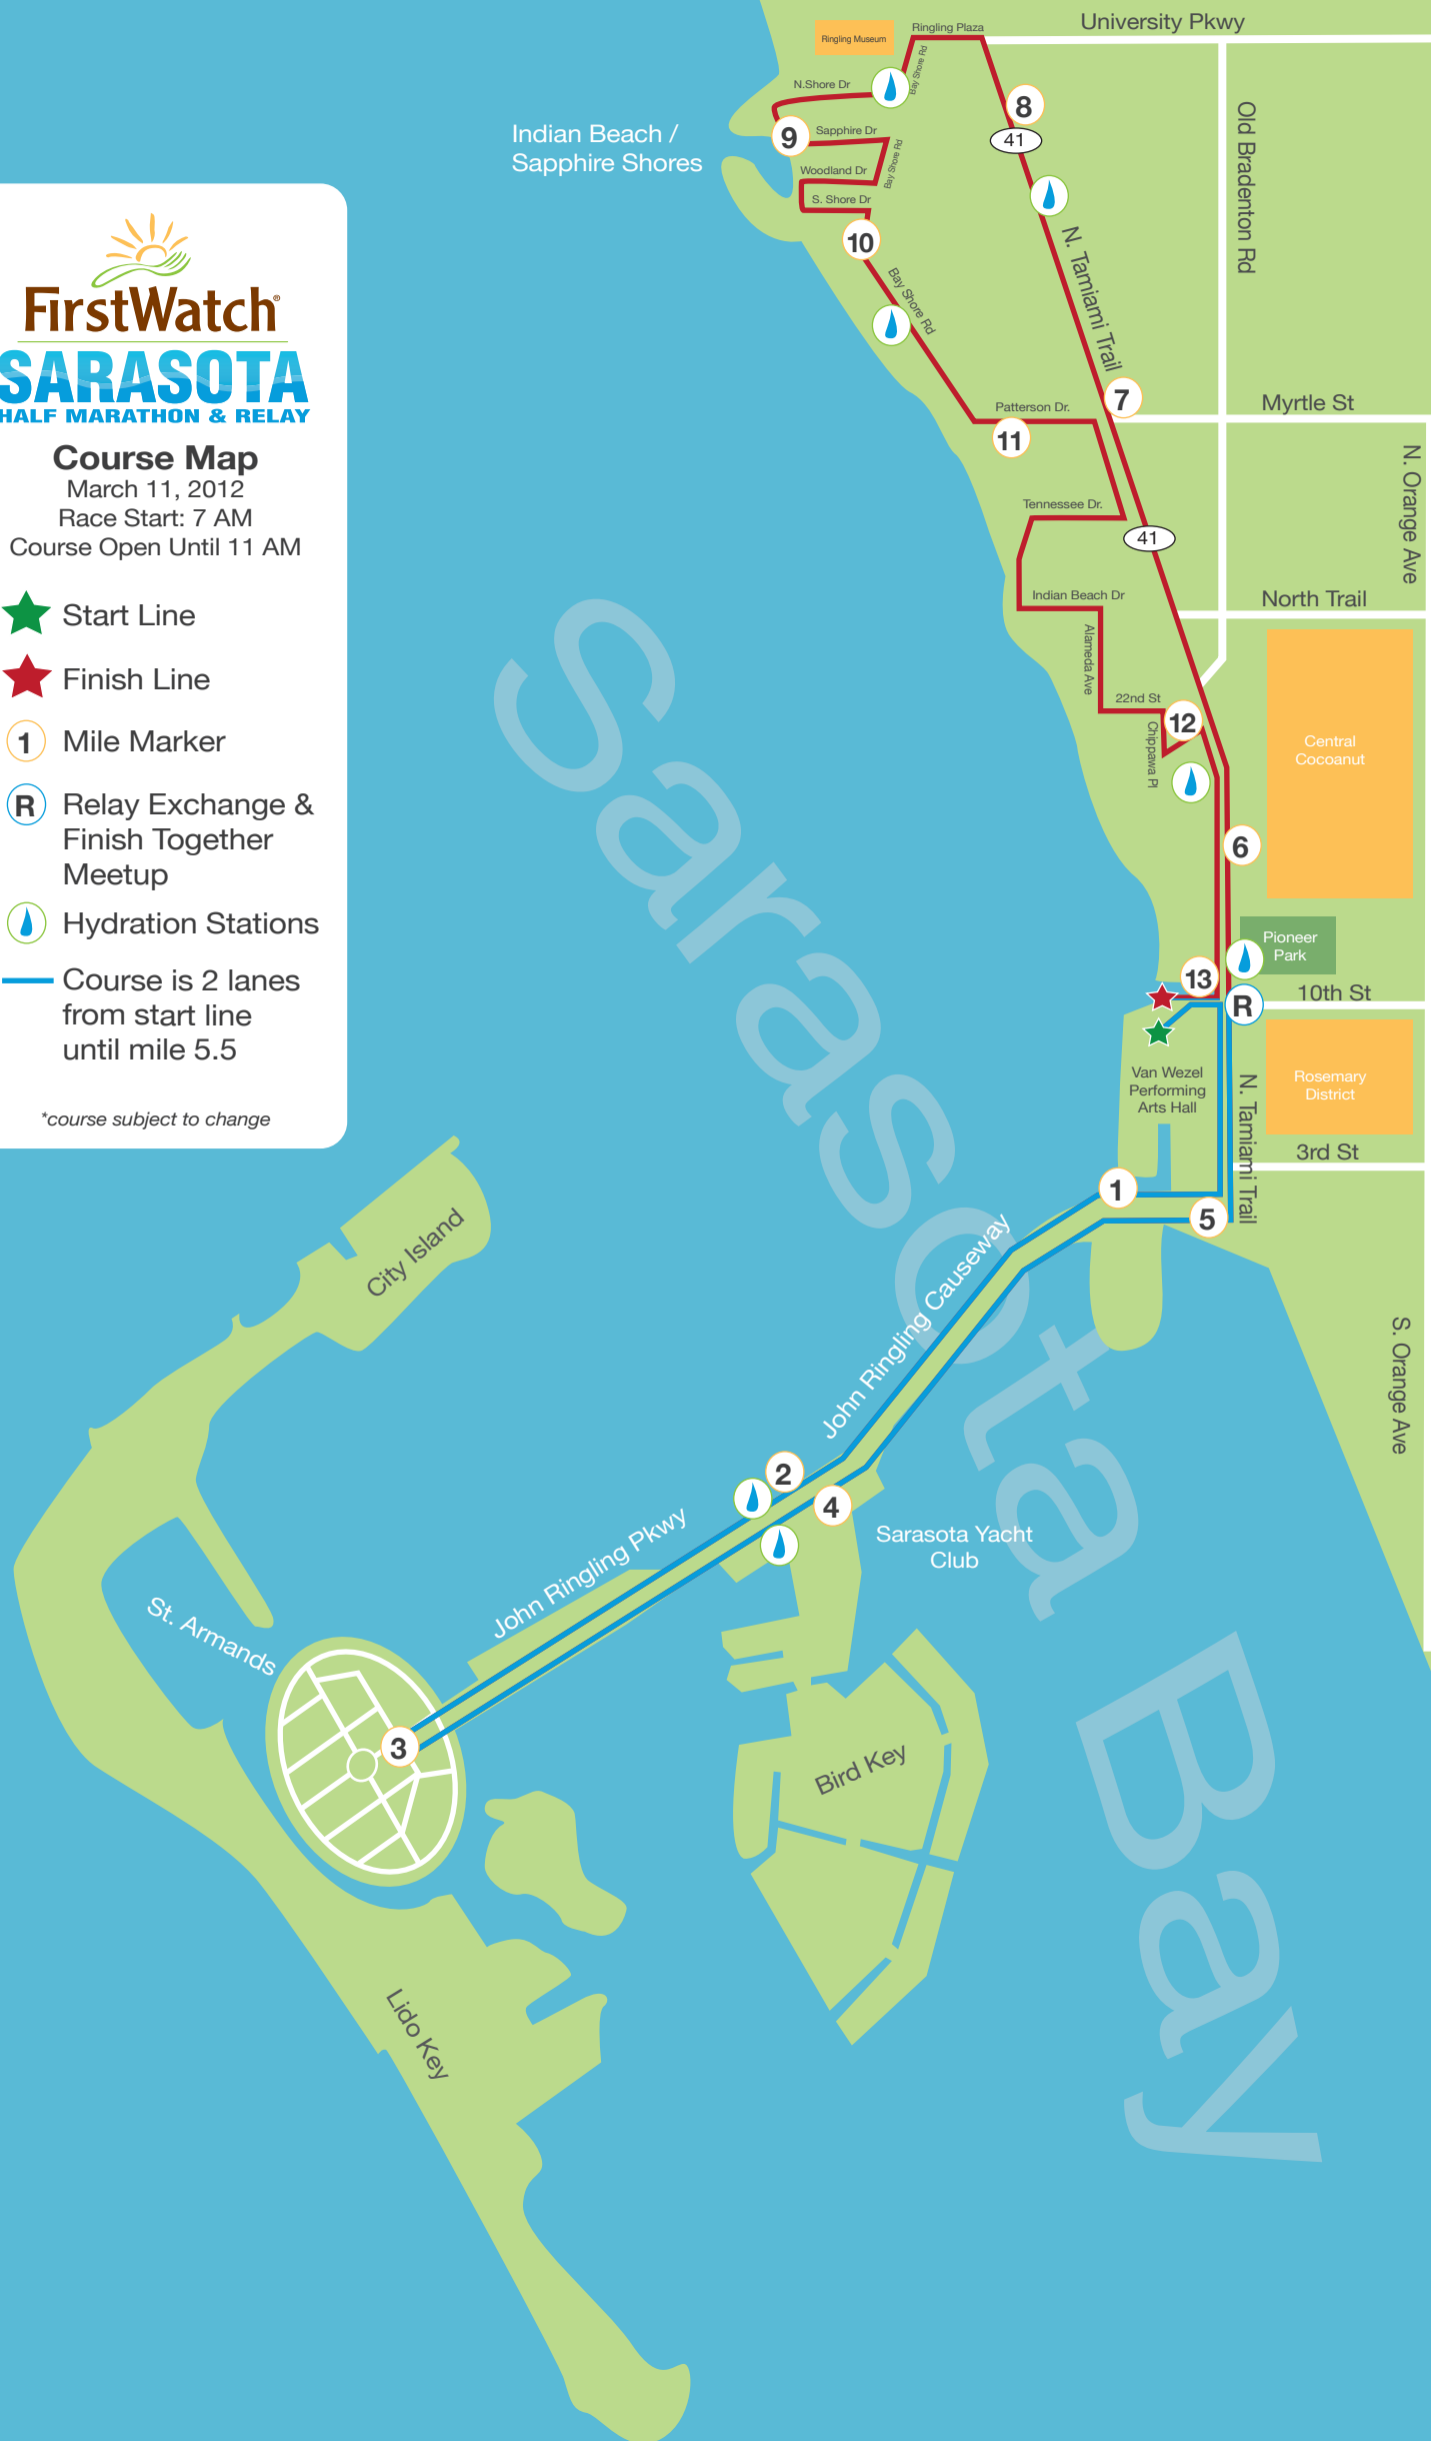 FirstWatch®
SARASOTA
HALF MARATHON & RELAY
Course Map
March 11, 2012
Race Start: 7 AM
Course Open Until 11 AM
Start Line
Finish Line
1 Mile Marker
R Relay Exchange &
Finish Together
Meetup
Hydration Stations
Course is 2 lanes
from start line
until mile 5.5
*course subject to change
Ringling Museum
Ringling Plaza
University Pkwy
Bay Shore Rd
N.Shore Dr
8
41
Indian Beach /
Sapphire Shores
9
Sapphire Dr
Bay Shore Rd
Woodland Dr
S. Shore Dr
10
Old Bradenton Rd
N. Tamiami Trail
Bay Shore Rd
7
Myrtle St
Patterson Dr.
11
N. Orange Ave
Tennessee Dr.
41
Indian Beach Dr
North Trail
Alameda Ave
22nd St
12
Chippawa Pl
Central
Cocoanut
6
Pioneer
Park
13
10th St
R
Van Wezel
Performing
Arts Hall
Rosemary
District
N. Tamiami Trail
3rd St
1
5
S. Orange Ave
Sarasota Bay
City Island
John Ringling Causeway
2
4
Sarasota Yacht
Club
John Ringling Pkwy
St. Armands
3
Bird Key
Lido Key